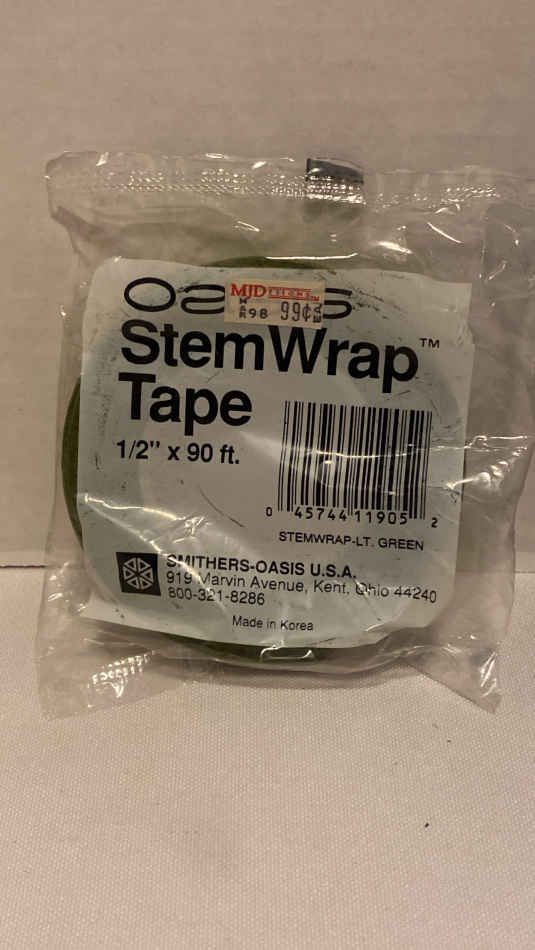 OASIS
MJD
99¢
StemWrap™
Tape
1/2" x 90 ft.
0 45744 11905 2
STEMWRAP-LT. GREEN
SMITHERS-OASIS U.S.A.
919 Marvin Avenue, Kent, Ohio 44240
800-321-8286
Made in Korea